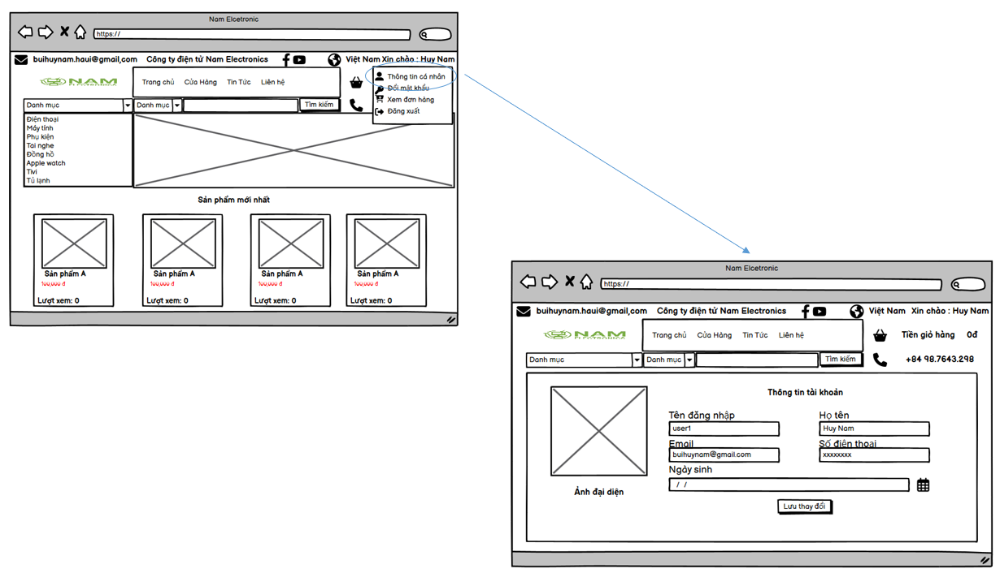 Nam Elcetronic
https://
buihuynam.haui@gmail,com Công ty điện tử Nam Electronics Việt Nam Xin chào : Huy Nam
NAM
ELECTRONICS
Trang chủ Cửa Hàng Tin Tức Liên hệ
Thông tin cá nhân
Đổi mật khẩu
Xem đơn hàng
Đăng xuất
Danh mục Danh mục Tìm kiếm
Điện thoại
Máy tính
Phụ kiện
Tai nghe
Đồng hồ
Apple watch
Tivi
Tủ lạnh
Sản phẩm mới nhất
Sản phẩm A Sản phẩm A Sản phẩm A Sản phẩm A
100,000 đ 100,000 đ 100,000 đ 100,000 đ
Lượt xem: 0 Lượt xem: 0 Lượt xem: 0 Lượt xem: 0
Nam Elcetronic
https://
buihuynam.haui@gmail,com Công ty điện tử Nam Electronics Việt Nam Xin chào : Huy Nam
NAM
ELECTRONICS
Trang chủ Cửa Hàng Tin Tức Liên hệ
Tiền giỏ hàng 0đ
Danh mục Danh mục Tìm kiếm
+84 98.7643.298
Thông tin tài khoản
Tên đăng nhập Họ tên
user1 Huy Nam
Email Số điện thoại
buihuynam@gmail.com xxxxxxxx
Ngày sinh
/ /
Ảnh đại diện
Lưu thay đổi